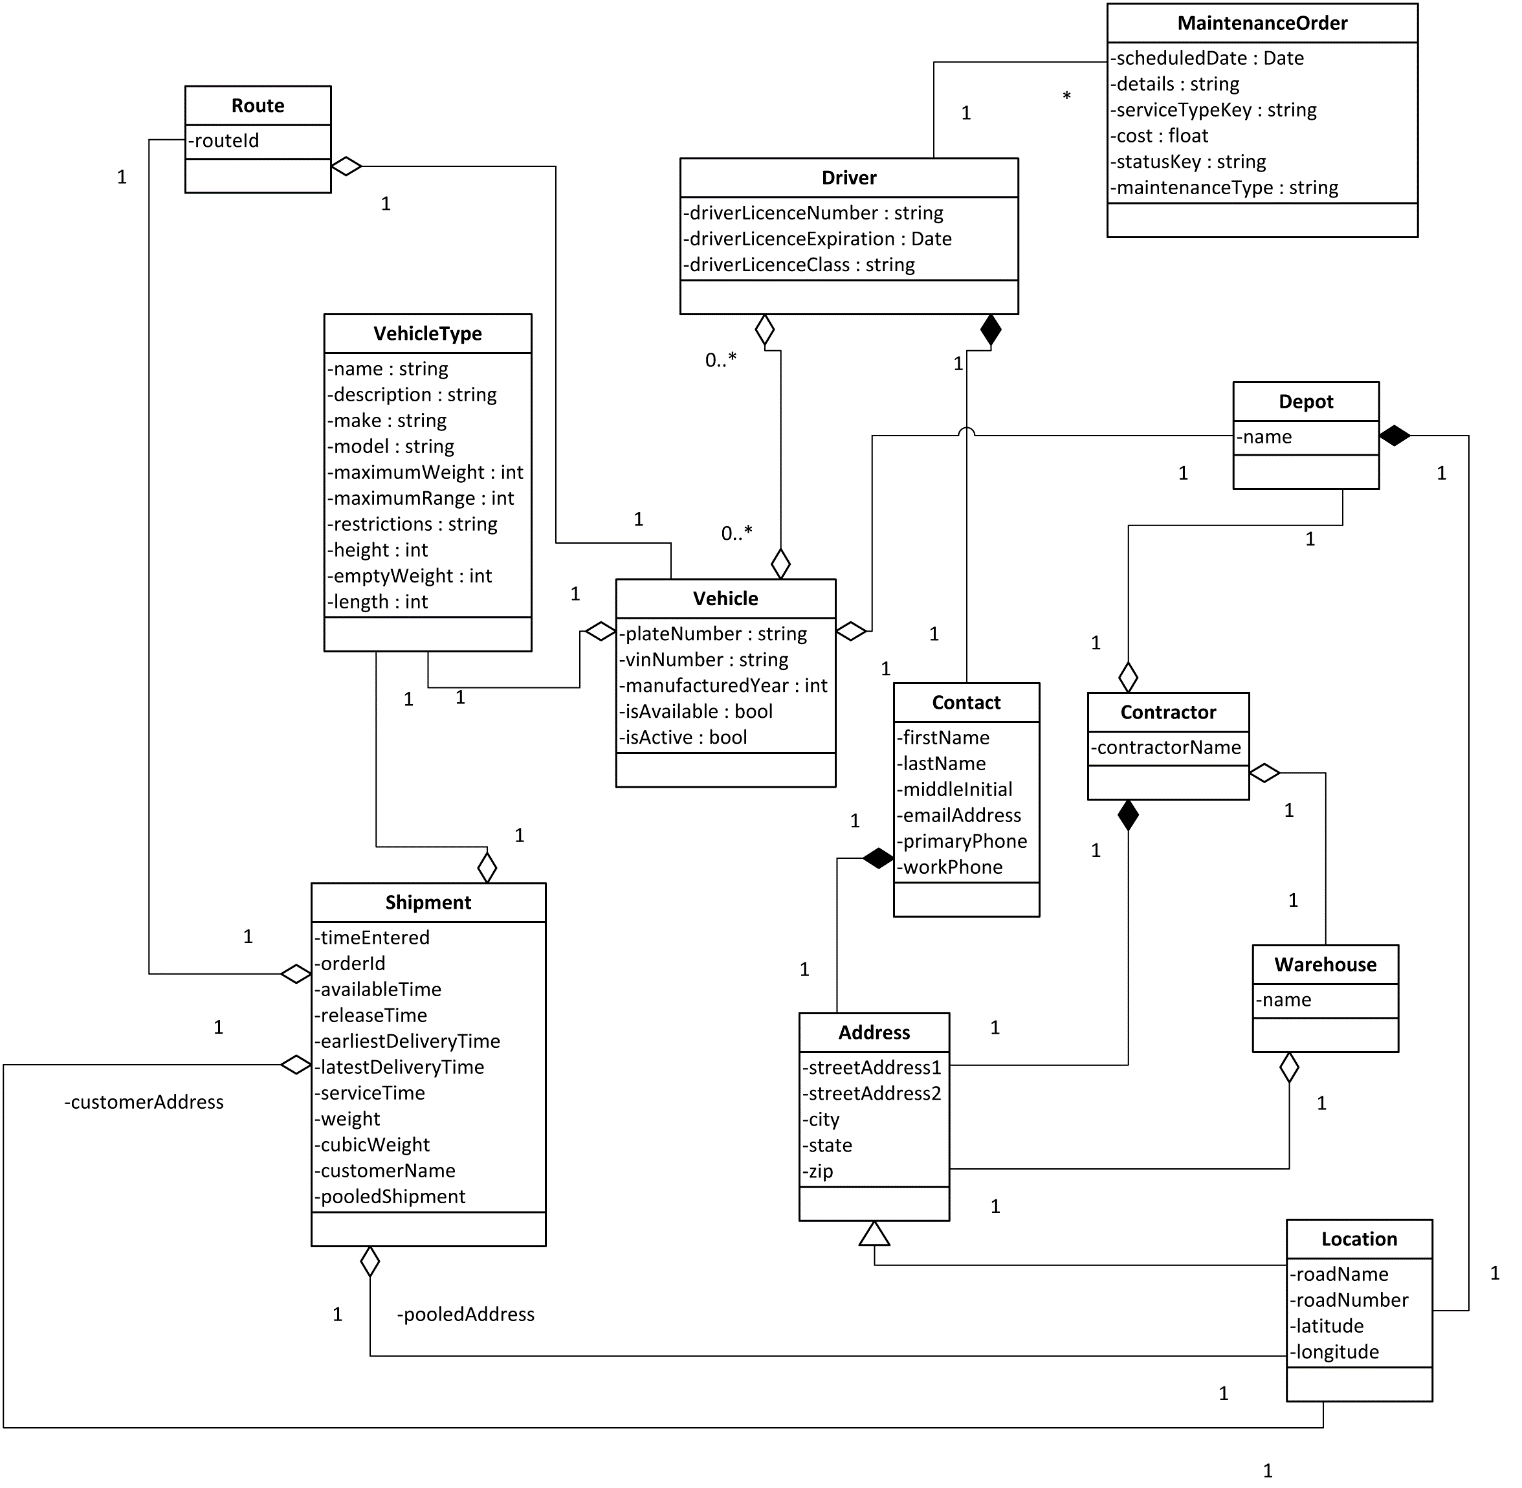 MaintenanceOrder
-scheduledDate : Date
-details : string
-serviceTypeKey : string
-cost : float
-statusKey : string
-maintenanceType : string
1
*
Route
-routeId
1
1
Driver
-driverLicenceNumber : string
-driverLicenceExpiration : Date
-driverLicenceClass : string
0..*
1
VehicleType
-name : string
-description : string
-make : string
-model : string
-maximumWeight : int
-maximumRange : int
-restrictions : string
-height : int
-emptyWeight : int
-length : int
Depot
-name
1
1
1
1
0..*
1
Vehicle
-plateNumber : string
-vinNumber : string
-manufacturedYear : int
-isAvailable : bool
-isActive : bool
1
1
1
1
1
Contact
-firstName
-lastName
-middleInitial
-emailAddress
-primaryPhone
-workPhone
Contractor
-contractorName
1
1
1
1
1
Shipment
-timeEntered
-orderId
-availableTime
-releaseTime
-earliestDeliveryTime
-latestDeliveryTime
-serviceTime
-weight
-cubicWeight
-customerName
-pooledShipment
1
1
-customerAddress
1
Warehouse
-name
1
1
Address
-streetAddress1
-streetAddress2
-city
-state
-zip
1
1
Location
-roadName
-roadNumber
-latitude
-longitude
1
1
-pooledAddress
1
1